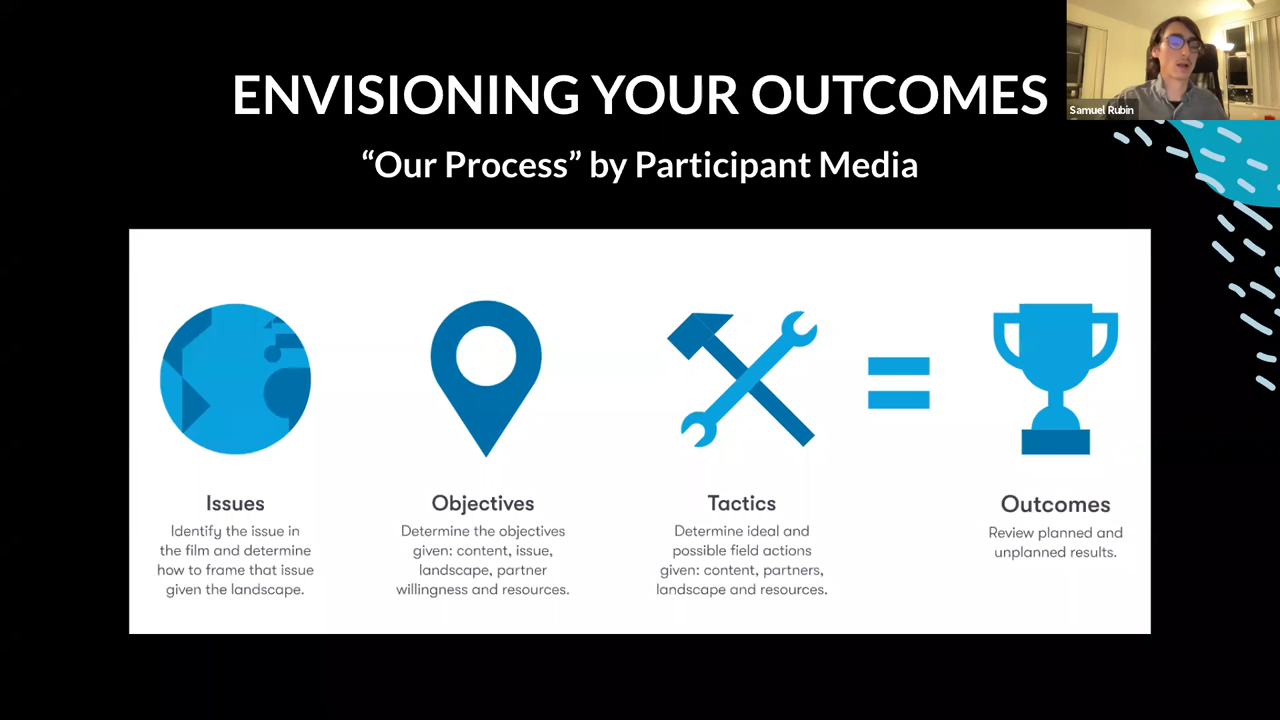 ENVISIONING YOUR OUTCOMES
“Our Process” by Participant Media
Samuel Rubin
Issues
Identify the issue in
the film and determine
how to frame that issue
given the landscape.
Objectives
Determine the objectives
given: content, issue,
landscape, partner
willingness and resources.
Tactics
Determine ideal and
possible field actions
given: content, partners,
landscape and resources.
Outcomes
Review planned and
unplanned results.